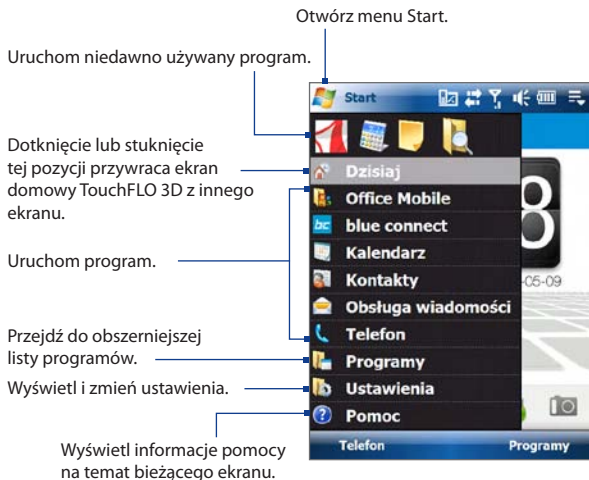 Otwórz menu Start.
Uruchom niedawno używany program.
Dotknięcie lub stuknięcie
tej pozycji przywraca ekran
domowy TouchFLO 3D z innego
ekranu.
Uruchom program.
Przejdź do obszerniejszej
listy programów.
Wyświetl i zmień ustawienia.
Wyświetl informacje pomocy
na temat bieżącego ekranu.
Start
Dzisiaj
Office Mobile
bc
blue connect
Kalendarz
Kontakty
Obsługa wiadomości
Telefon
Programy
Ustawienia
?
Pomoc
8
-05-09
Telefon
Programy